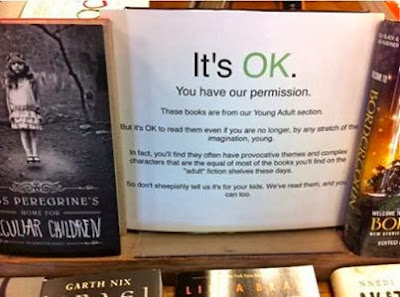 It's OK.
You have our permission.
These books are from our Young Adult section.
But it's OK to read them even if you are no longer, by any stretch of the
imagination, young.
In fact, you'll find they often have provocative themes and complex
characters that are the equal of most of the books you'll find on the
"adult" fiction shelves these days.
So don't sheepishly tell us it's for your kids. We've read them, and you
can too.
PEREGRINE'S
HOME FOR
CHILDREN
WELCOME TO
GARTH NIX